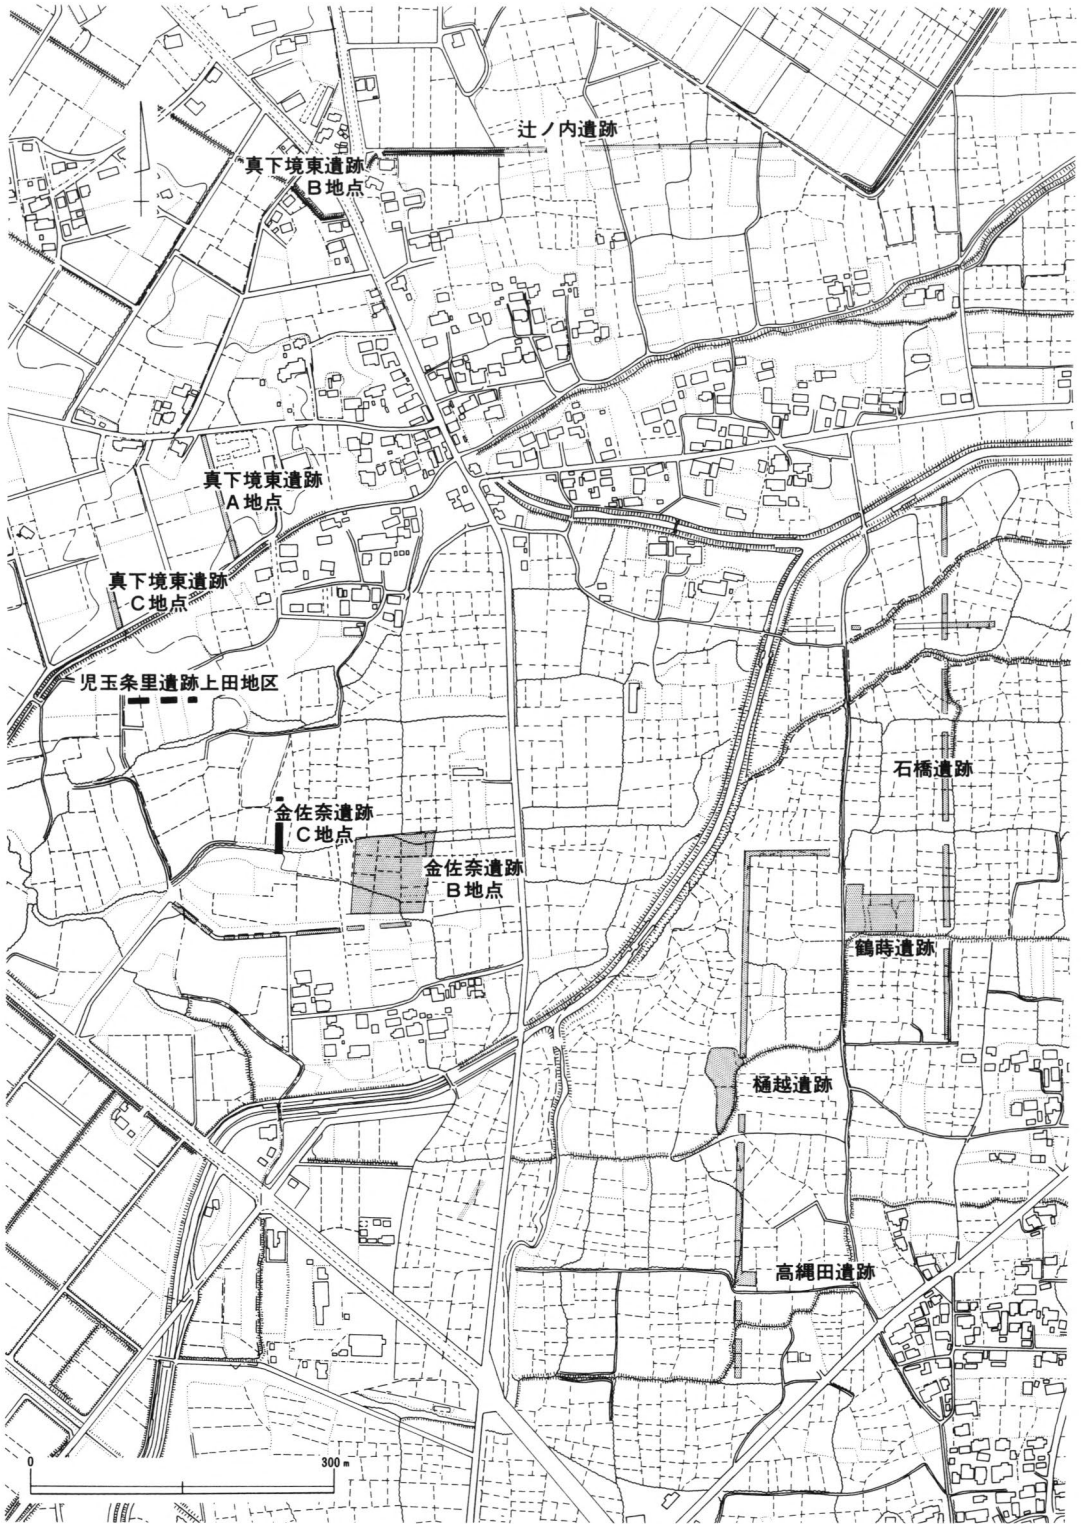 辻ノ内遺跡
真下境東遺跡
B地点
真下境東遺跡
A地点
真下境東遺跡
C地点
児玉条里遺跡上田地区
石橋遺跡
金佐奈遺跡
C地点
金佐奈遺跡
B地点
鶴蒔遺跡
樋越遺跡
高縄田遺跡
0
300m